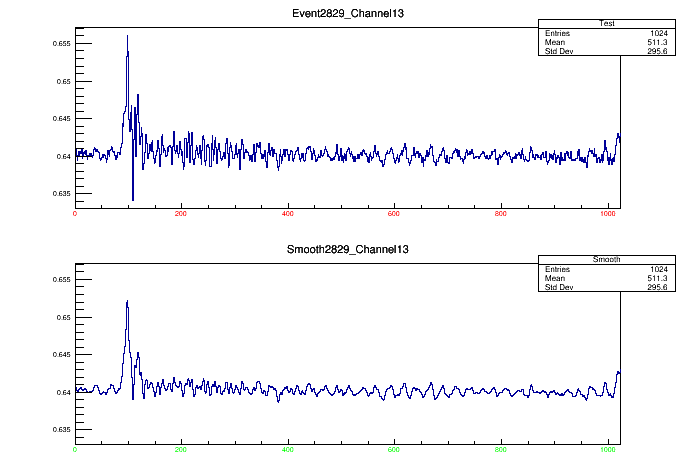 Event2829_Channel13
Test
Entries 1024
Mean 511.3
Std Dev 295.6
0.655
0.65
0.645
0.64
0.635
0 200 400 600 800 1000
Smooth2829_Channel13
Smooth
Entries 1024
Mean 511.3
Std Dev 295.6
0.655
0.65
0.645
0.64
0.635
0 200 400 600 800 1000